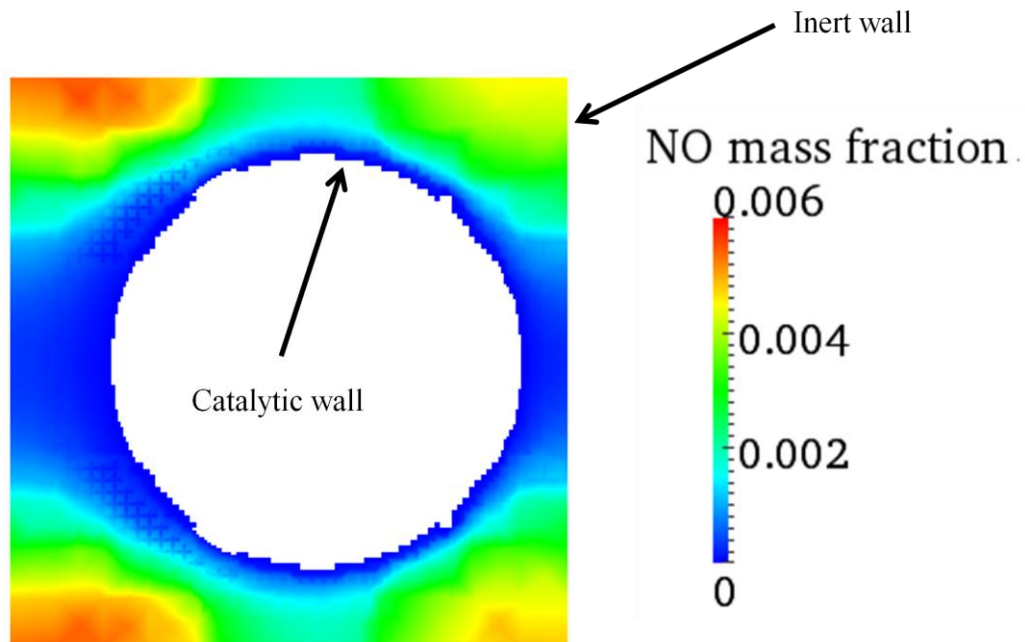 Inert wall
NO mass fraction
0.006
0.004
Catalytic wall
0.002
0